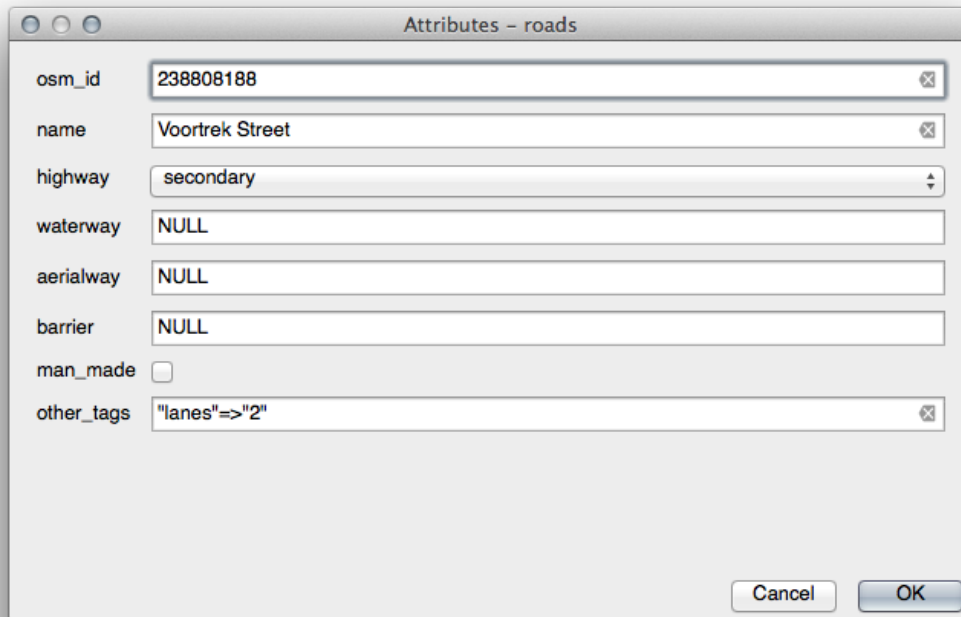 Attributes - roads
osm_id 238808188
name Voortrek Street
highway secondary
waterway NULL
aerialway NULL
barrier NULL
man_made
other_tags "lanes"=>"2"
Cancel OK